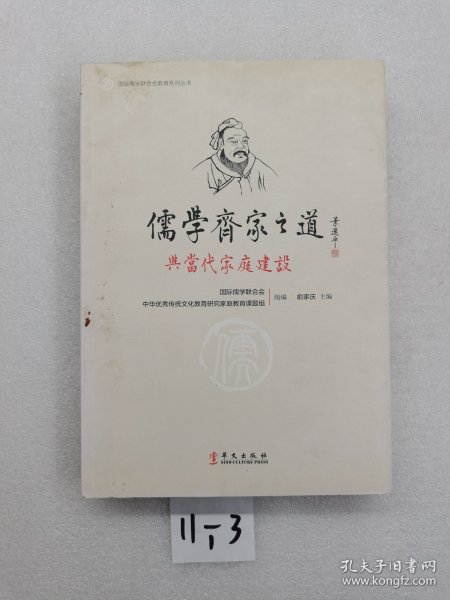 国际儒学联合会教育系列丛书
儒學齊家之道
與當代家庭建設
国际儒学联合会
中华优秀传统文化教育研究家庭教育课题组
组编 俞家庆 主编
儒
華文出版社
SINO-CULTURE PRESS
11-1-3
孔夫子旧书网
www.kongfz.com